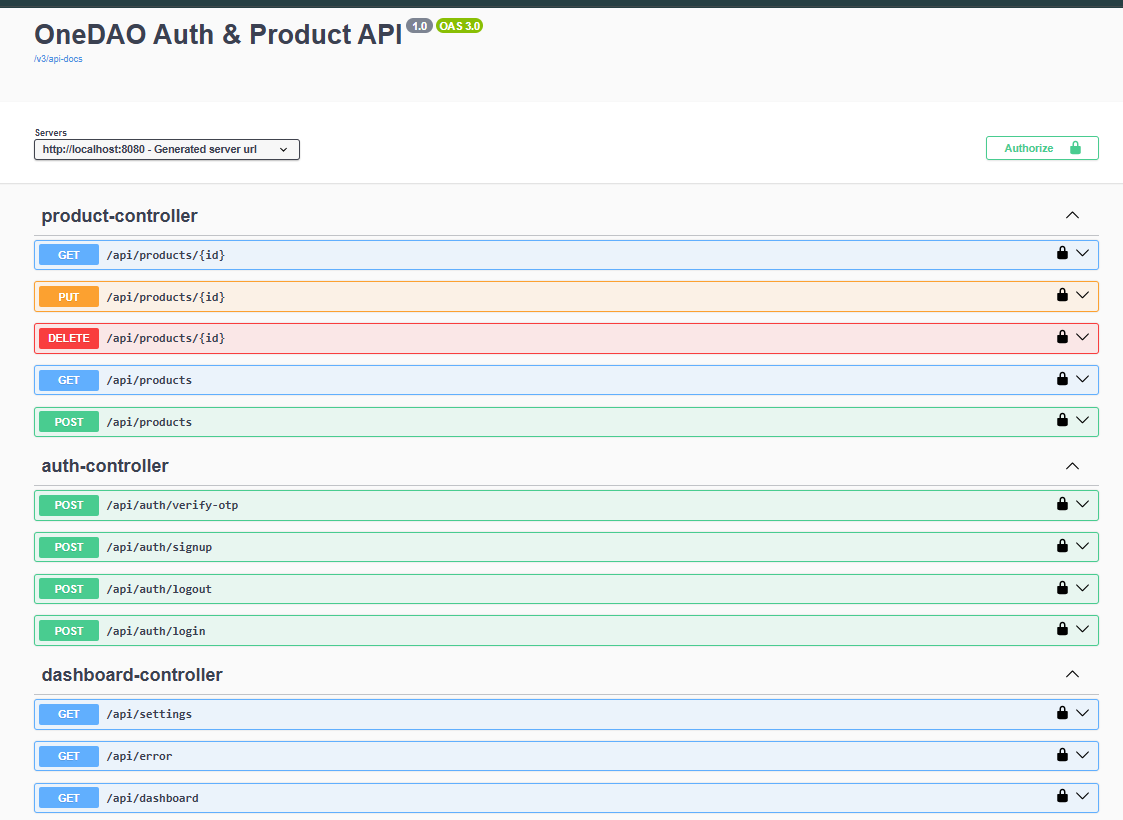 OneDAO Auth & Product API 1.0 OAS 3.0
/v3/api-docs
Servers
http://localhost:8080 - Generated server url
Authorize
product-controller
GET /api/products/{id}
PUT /api/products/{id}
DELETE /api/products/{id}
GET /api/products
POST /api/products
auth-controller
POST /api/auth/verify-otp
POST /api/auth/signup
POST /api/auth/logout
POST /api/auth/login
dashboard-controller
GET /api/settings
GET /api/error
GET /api/dashboard